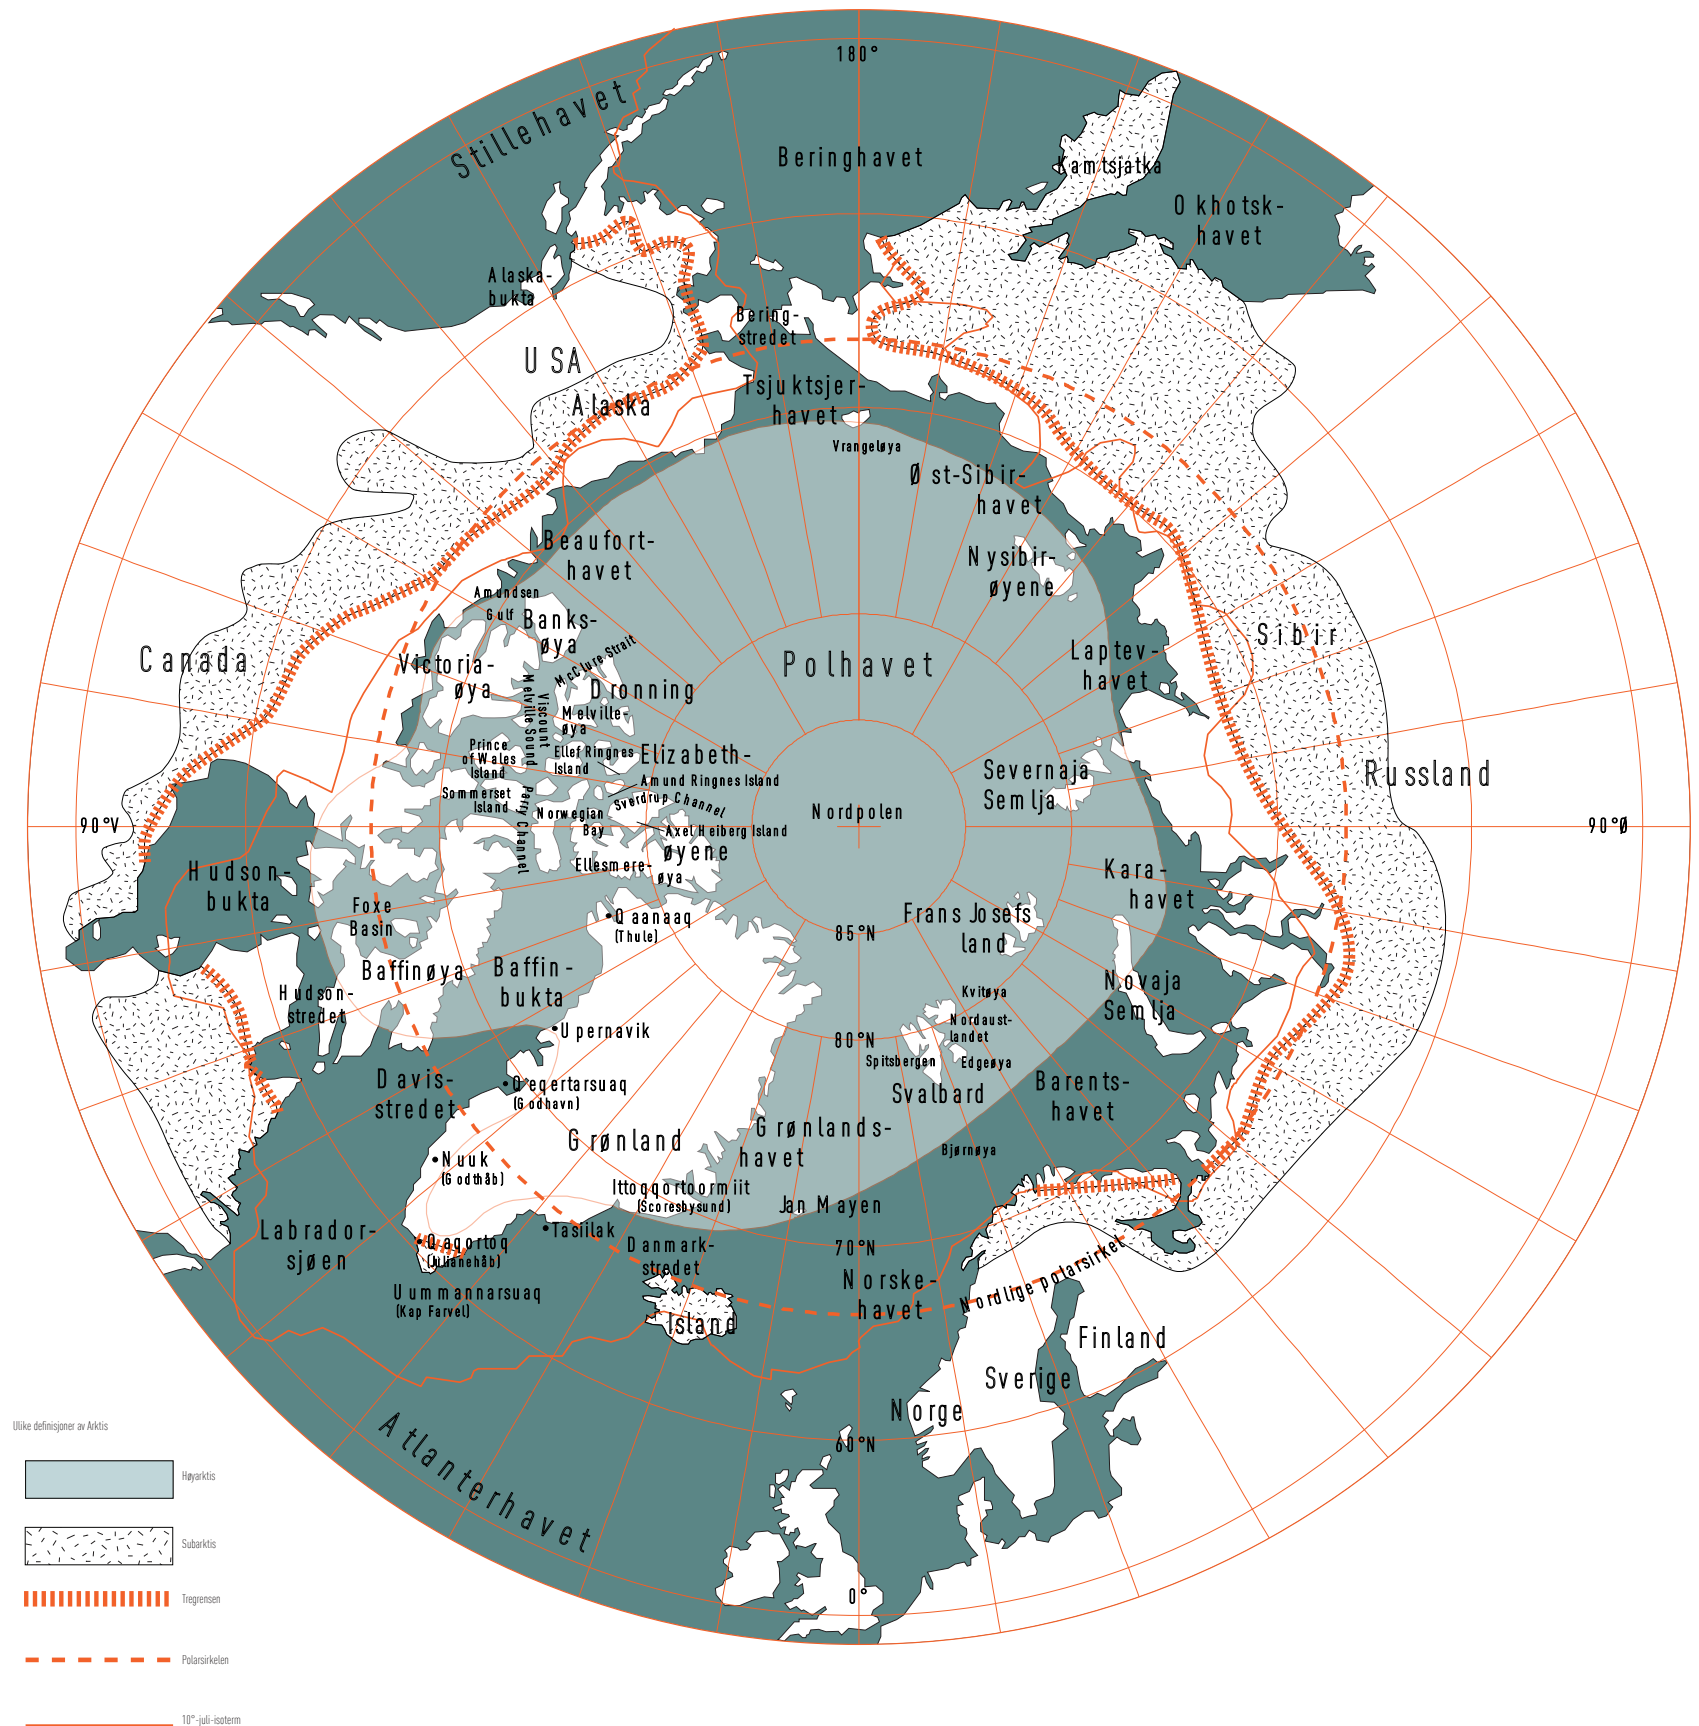 180°
Stillehavet
Beringhavet
Kamtsjatka
Okhotsk-
havet
Alaska-
bukta
Bering-
stredet
USA
Alaska
Tsjuktsjer-
havet
Vrangeløya
Øst-Sibir-
havet
Beaufort-
havet
Nysibir-
øyene
Amundsen
Gulf
Banks-
øya
McClure Strait
Canada
Victoria-
øya
Polhavet
Laptev-
havet
Sibir
Dronning
Melville-
øya
Viscount
Melville Sound
Prince
of Wales
Island
Ellef Ringnes
Island
Elizabeth-
Amund Ringnes Island
Severnaja
Semlja
Russland
Sommerset
Island
Parry Channel
Norwegian
Bay
Sverdrup Channel
Axel Heiberg Island
øyene
Nordpolen
90°V
90°Ø
Ellesmere-
øya
Hudson-
bukta
Foxe
Basin
Kara-
havet
Qaanaaq
(Thule)
Frans Josefs
land
85°N
Baffinøya
Baffin-
bukta
Novaja
Semlja
Hudson-
stredet
Kvitøya
Nordaust-
landet
Upernavik
80°N
Spitsbergen
Edgeøya
Davis-
stredet
Qeqertarsuaq
(Godhavn)
Svalbard
Barents-
havet
Grønland
Grønlands-
havet
Bjørnøya
Nuuk
(Godthåb)
Ittoqqortoormiit
(Scoresbysund)
Jan Mayen
Labrador-
sjøen
Qaqortoq
(Julianehåb)
Tasiilak
Danmark-
stredet
70°N
Nordlige polarsirkel
Uummannarsuaq
(Kap Farvel)
Norske-
havet
Island
Finland
Sverige
Norge
Atlanterhavet
60°N
0°
Ulike definisjoner av Arktis
Høyarktis
Subarktis
Tregrensen
Polarsirkelen
10°-juli-isoterm